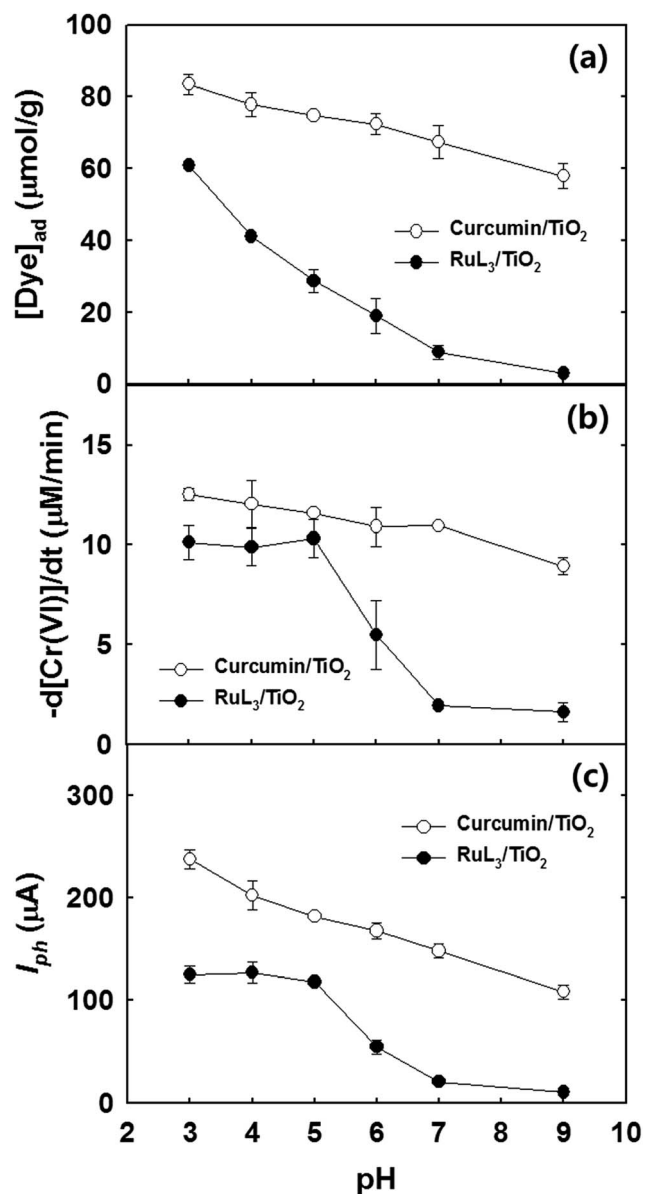 (a)
100
80
60
40
20
0
[Dye]ad (μmol/g)
Curcumin/TiO2
RuL3/TiO2
(b)
15
10
5
0
-d[Cr(VI)]/dt (μM/min)
Curcumin/TiO2
RuL3/TiO2
(c)
300
200
100
0
Iph (μA)
Curcumin/TiO2
RuL3/TiO2
2 3 4 5 6 7 8 9 10
pH